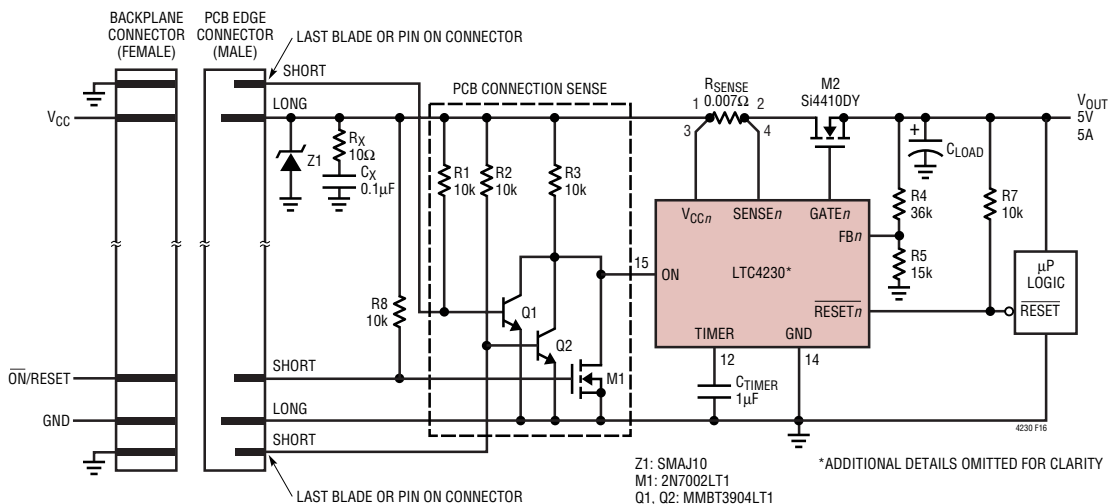 BACKPLANE
CONNECTOR
(FEMALE)
PCB EDGE
CONNECTOR
(MALE)
LAST BLADE OR PIN ON CONNECTOR
SHORT
VCC
LONG
Z1
RX
10Ω
CX
0.1µF
PCB CONNECTION SENSE
R1
10k
R2
10k
R3
10k
RSENSE
0.007Ω
1
2
3
4
M2
Si4410DY
VOUT
5V
5A
CLOAD
R4
36k
R7
10k
VCCn
SENSEn
GATEn
FBn
R5
15k
15
ON
LTC4230*
µP
LOGIC
RESET
RESETn
R8
10k
Q1
Q2
M1
TIMER
GND
12
14
CTIMER
1µF
ON/RESET
SHORT
GND
LONG
SHORT
4230 F16
LAST BLADE OR PIN ON CONNECTOR
Z1: SMAJ10
M1: 2N7002LT1
Q1, Q2: MMBT3904LT1
*ADDITIONAL DETAILS OMITTED FOR CLARITY